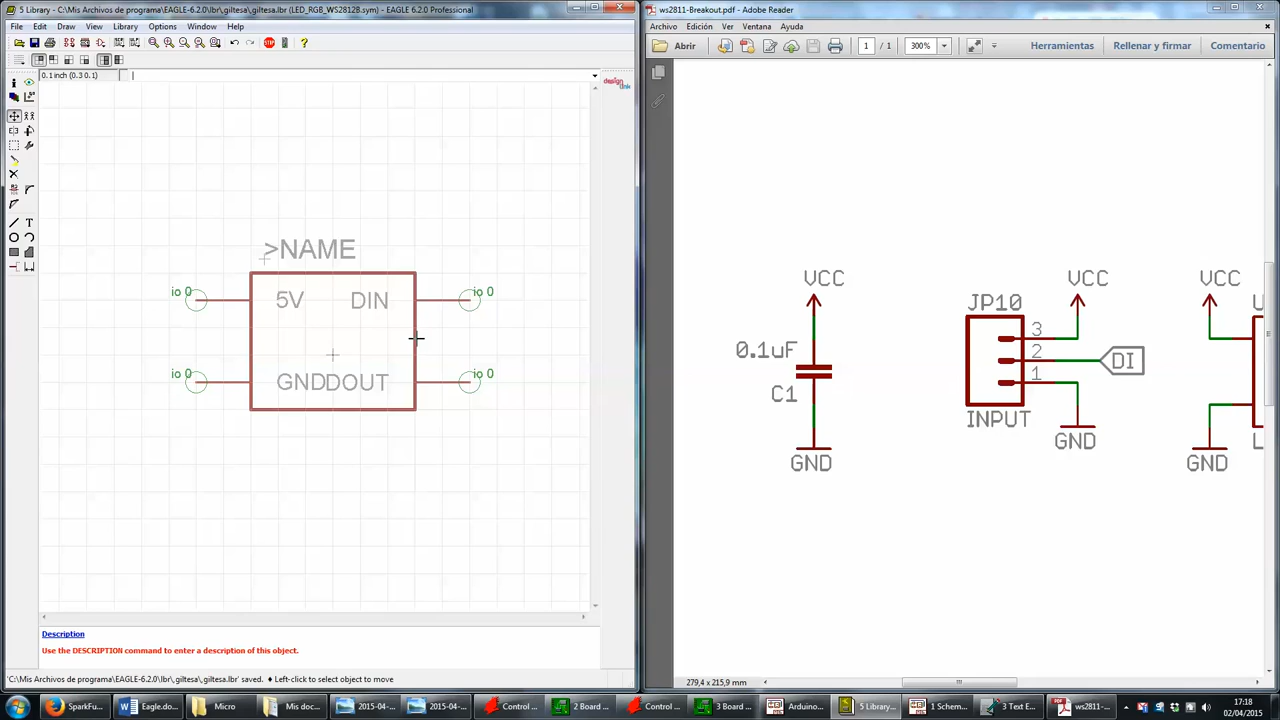 5 Library - C:\Mis Archivos de programa\EAGLE-6.2.0\lbr\giltesa.lbr (LED_RGB_WS2812B.sym) - EAGLE 6.2.0 Professional
File Edit Draw View Library Options Window Help
0.1 inch (0.3 0.1)
design
link
>NAME
io 0
io 0
5V
DIN
io 0
io 0
GNDDOUT
Description
Use the DESCRIPTION command to enter a description of this object.
'C:\Mis Archivos de programa\EAGLE-6.2.0\lbr\,giltesa\giltesa.lbr' saved. ♦ Left-click to select object to move
ws2811-Breakout.pdf - Adobe Reader
Archivo Edición Ver Ventana Ayuda
Abrir
1 / 1
300%
Herramientas
Rellenar y firmar
Comentario
VCC
VCC
VCC
JP10
0.1uF
3
2
1
DI
C1
INPUT
GND
GND
GND
279,4 x 215,9 mm
SparkFu...
Eagle.do...
Micro
Mis doc...
2015-04-...
2015-04-...
Control ...
2 Board ...
Control ...
3 Board ...
Arduino...
5 Library...
1 Schem...
3 Text E...
ws2811-...
17:18
02/04/2015